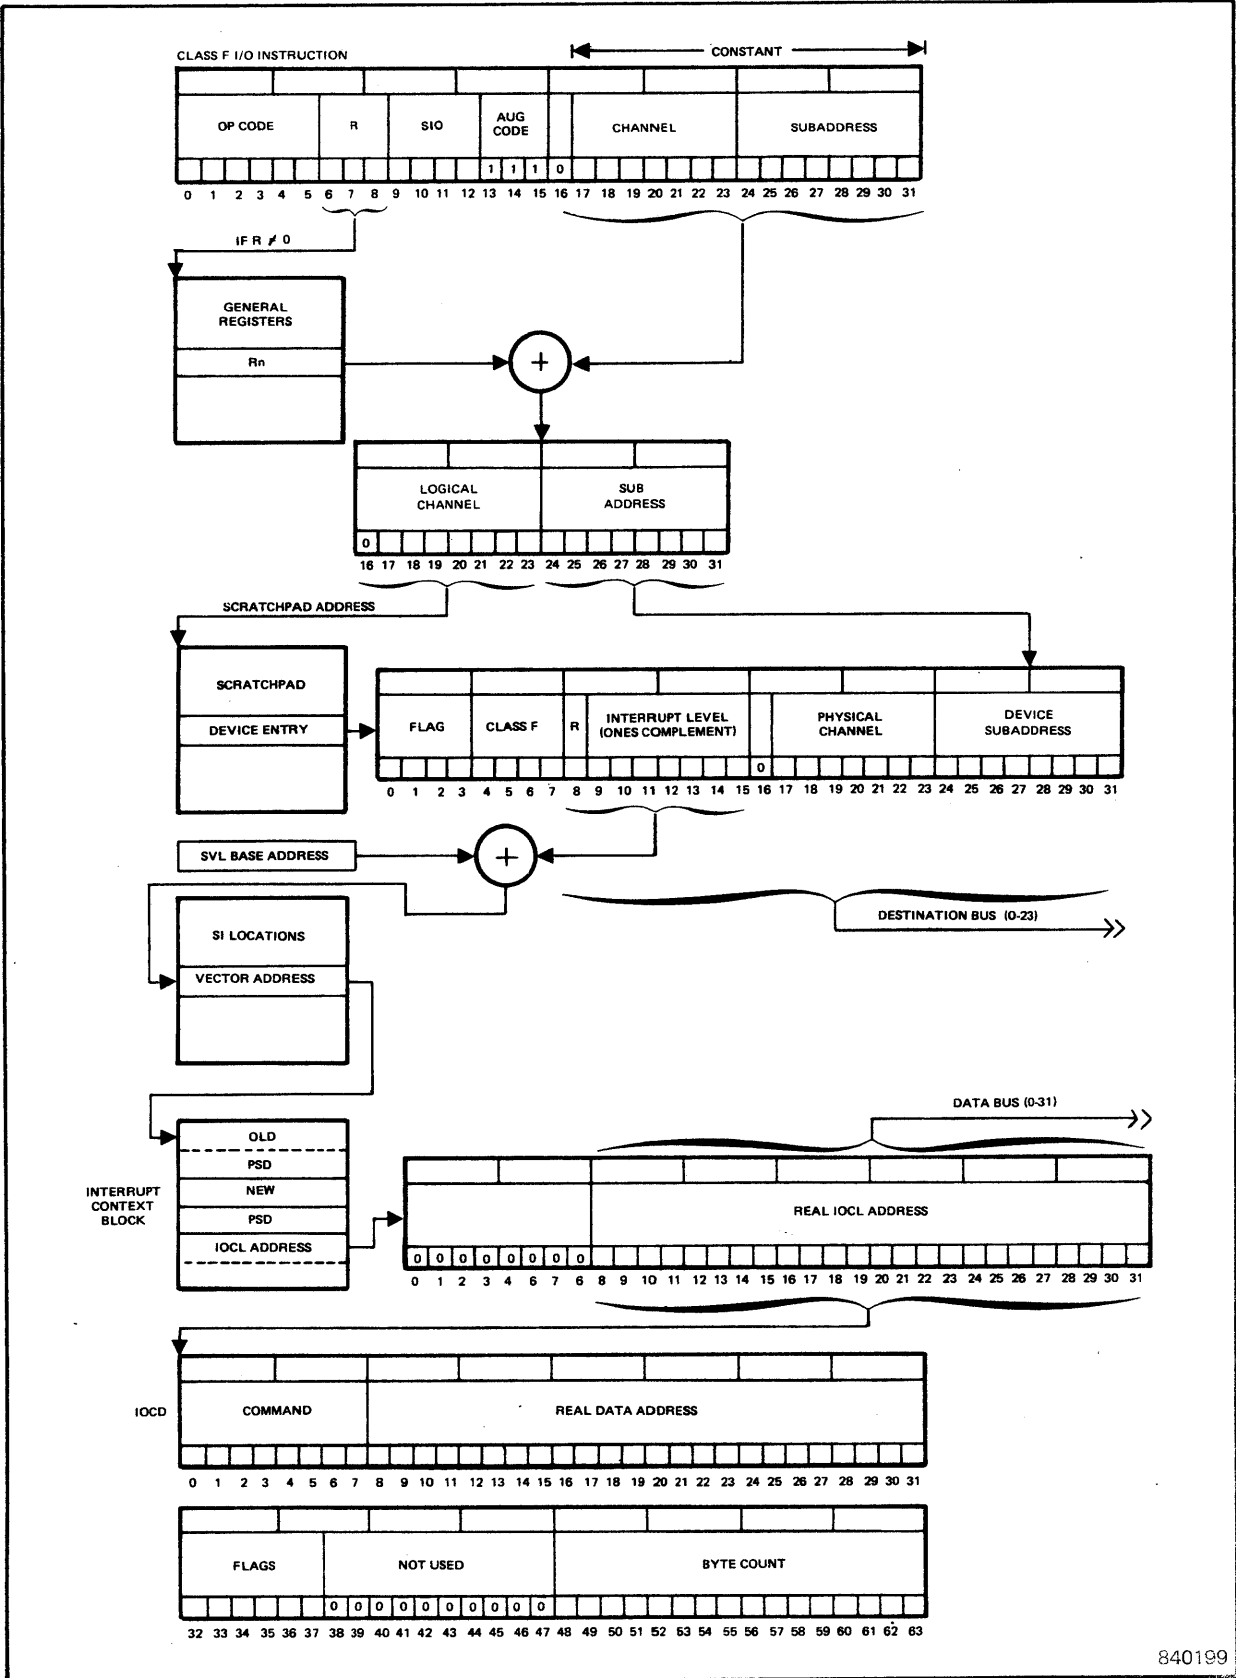 CLASS F I/O INSTRUCTION
CONSTANT
OP CODE R SIO AUG CODE CHANNEL SUBADDRESS
1 1 1 0
0 1 2 3 4 5 6 7 8 9 10 11 12 13 14 15 16 17 18 19 20 21 22 23 24 25 26 27 28 29 30 31
IF R ≠ 0
GENERAL REGISTERS
Rn
+
LOGICAL CHANNEL SUB ADDRESS
0
16 17 18 19 20 21 22 23 24 25 26 27 28 29 30 31
SCRATCHPAD ADDRESS
SCRATCHPAD
DEVICE ENTRY
FLAG CLASS F R INTERRUPT LEVEL (ONES COMPLEMENT) PHYSICAL CHANNEL DEVICE SUBADDRESS
0
0 1 2 3 4 5 6 7 8 9 10 11 12 13 14 15 16 17 18 19 20 21 22 23 24 25 26 27 28 29 30 31
SVL BASE ADDRESS
+
DESTINATION BUS (0-23)
SI LOCATIONS
VECTOR ADDRESS
DATA BUS (0-31)
INTERRUPT CONTEXT BLOCK
OLD
PSD
NEW
PSD
IOCL ADDRESS
REAL IOCL ADDRESS
0 0 0 0 0 0 0 0
0 1 2 3 4 6 7 6 8 9 10 11 12 13 14 15 16 17 18 19 20 21 22 23 24 25 26 27 28 29 30 31
IOCD
COMMAND REAL DATA ADDRESS
0 1 2 3 4 5 6 7 8 9 10 11 12 13 14 15 16 17 18 19 20 21 22 23 24 25 26 27 28 29 30 31
FLAGS NOT USED BYTE COUNT
0 0 0 0 0 0 0 0 0 0
32 33 34 35 36 37 38 39 40 41 42 43 44 45 46 47 48 49 50 51 52 53 54 55 56 57 58 59 60 61 62 63
840199